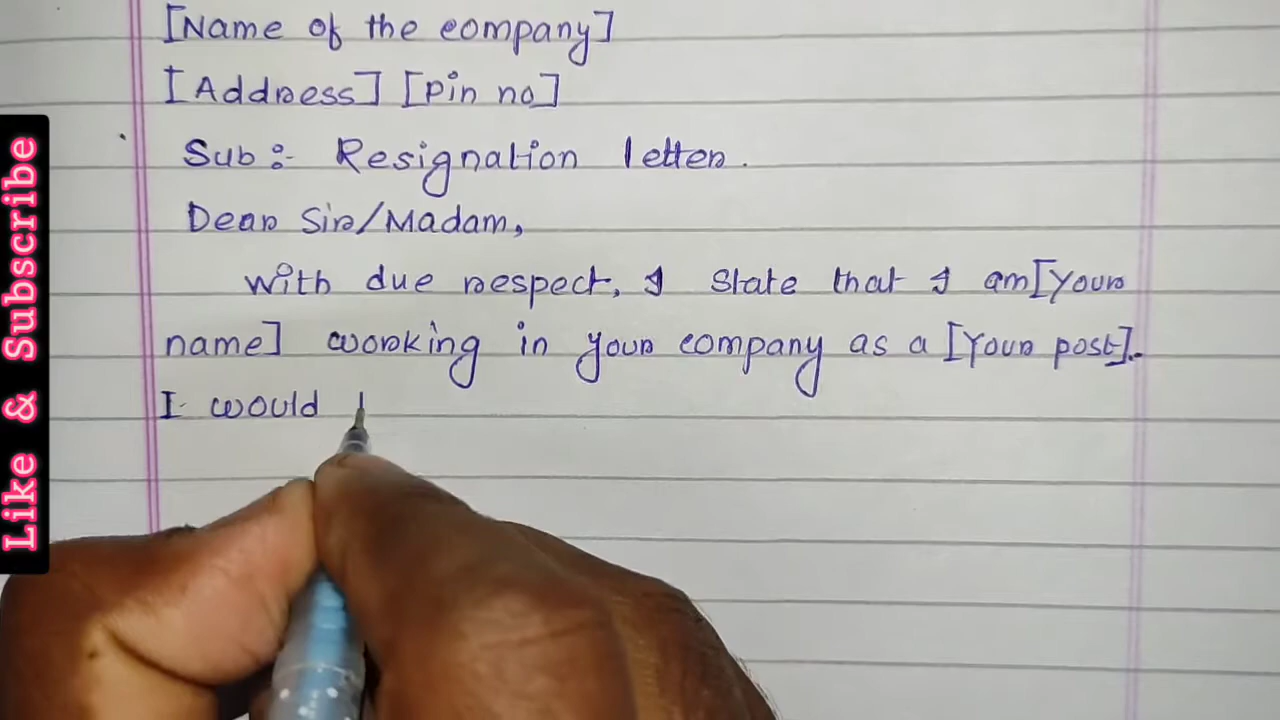 [Name of the company]
[Address] [Pin no]
Sub:- Resignation letter.
Dear Sir/Madam,
With due respect, I state that I am [Your
name] working in your company as a [Your post].
I would
Like & Subscribe